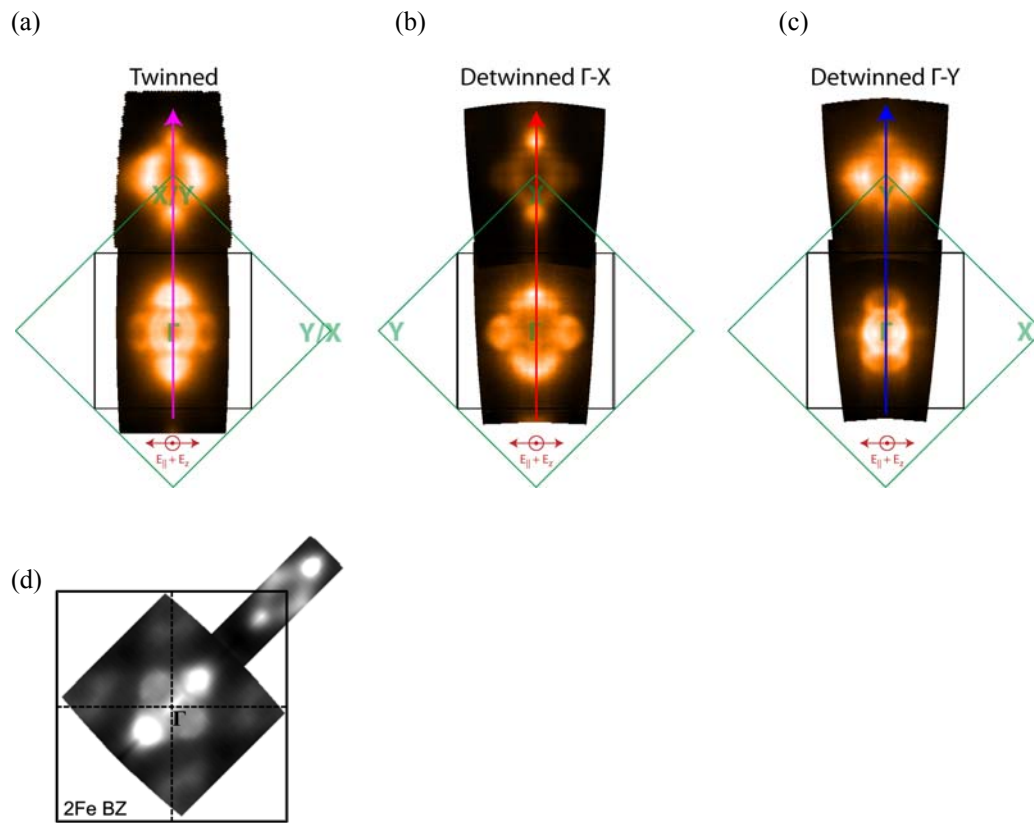 (a)
(b)
(c)
Twinned
Detwinned Γ-X
Detwinned Γ-Y
X/Y
Y
Γ
Y/X
Y
Γ
Γ
X
E|| + Ez
E|| + Ez
E|| + Ez
(d)
Γ
2Fe BZ